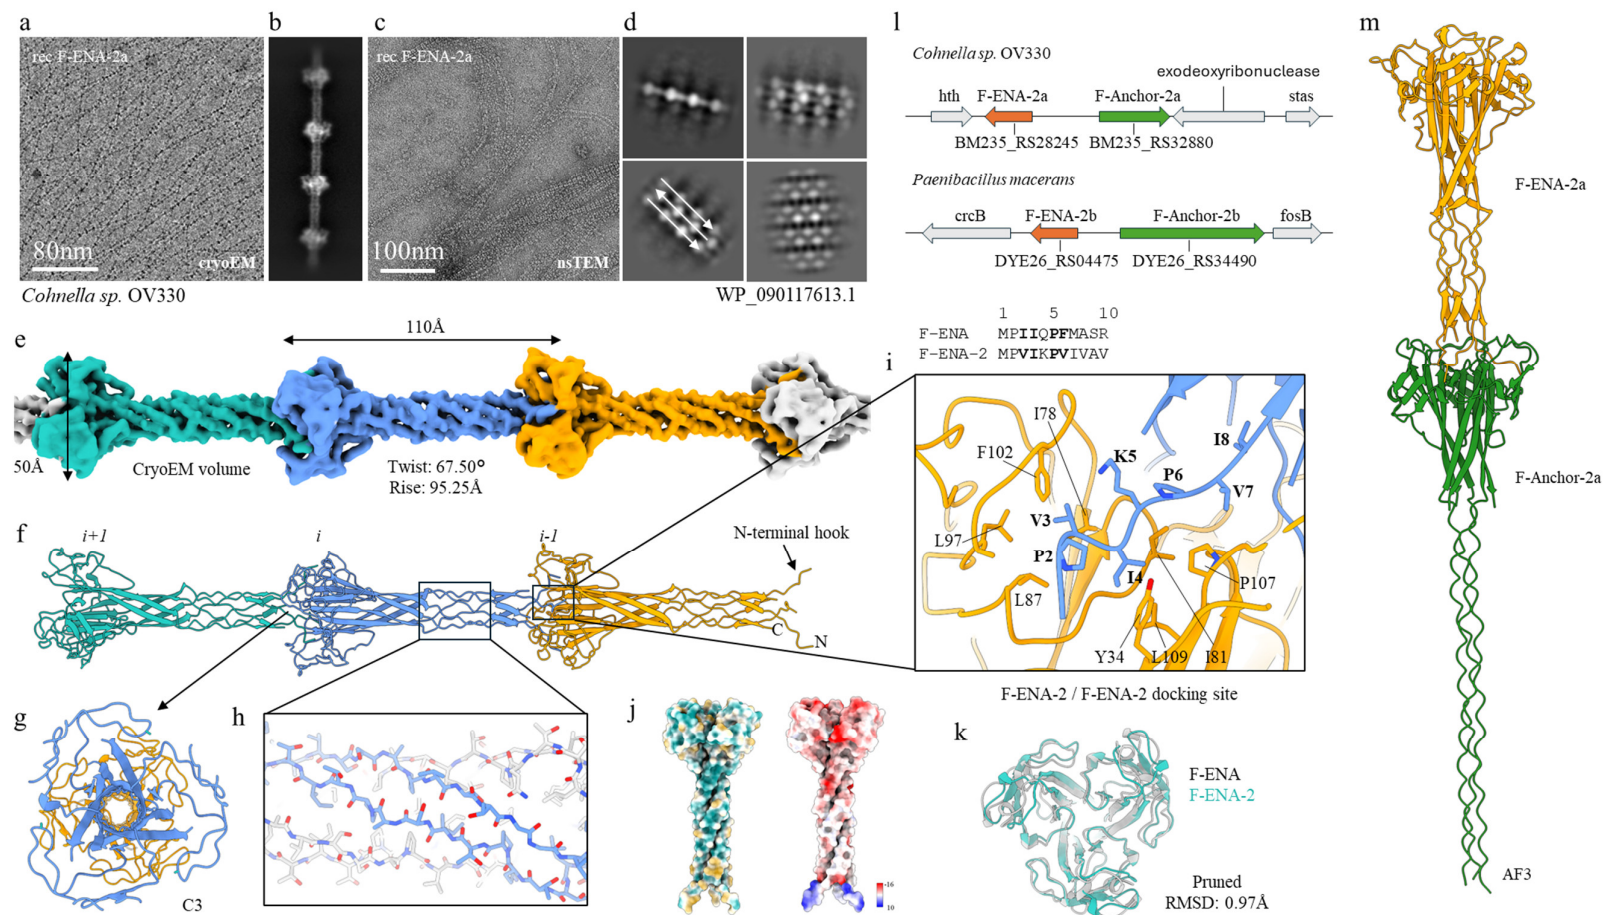 a
rec F-ENA-2a
80nm
cryoEM
b
c
rec F-ENA-2a
100nm
nsTEM
d
Cohnella sp. OV330
WP_090117613.1
e
110Å
50Å
CryoEM volume
Twist: 67.50°
Rise: 95.25Å
f
i+1
i
i-1
N-terminal hook
C
N
g
C3
h
l
Cohnella sp. OV330
exodeoxyribonuclease
hth
F-ENA-2a
F-Anchor-2a
stas
BM235_RS28245
BM235_RS32880
Paenibacillus macerans
crcB
F-ENA-2b
F-Anchor-2b
fosB
DYE26_RS04475
DYE26_RS34490
1 5 10
F-ENA MPIIQPFMASR
F-ENA-2 MPVIKPVIVAV
i
I78
F102
K5
I8
P6
V7
V3
L97
P2
I4
P107
L87
Y34
L109
I81
F-ENA-2 / F-ENA-2 docking site
j
-16
10
k
F-ENA
F-ENA-2
Pruned
RMSD: 0.97Å
m
F-ENA-2a
F-Anchor-2a
AF3